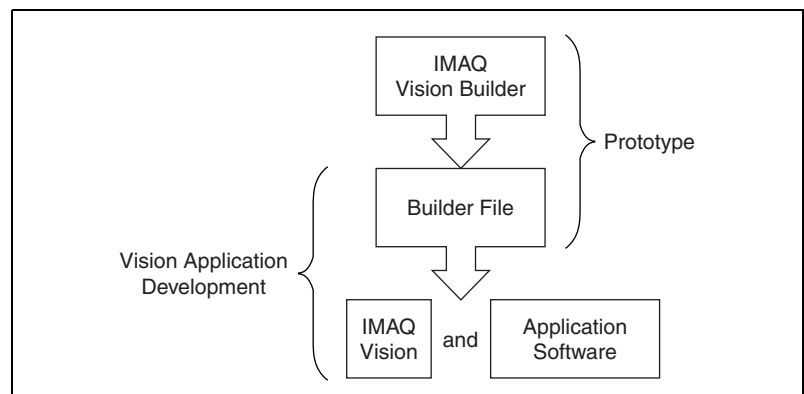 IMAQ
Vision Builder
Prototype
Builder File
Vision Application
Development
IMAQ
Vision
and
Application
Software